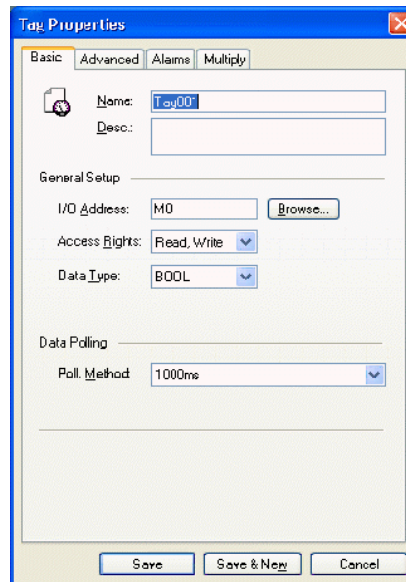 Tag Properties
Basic Advanced Alarms Multiply
Name: Tag001
Desc.:
General Setup
I/O Address: M0 Browse...
Access Rights: Read, Write
Data Type: BOOL
Data Polling
Poll. Method: 1000ms
Save Save & New Cancel